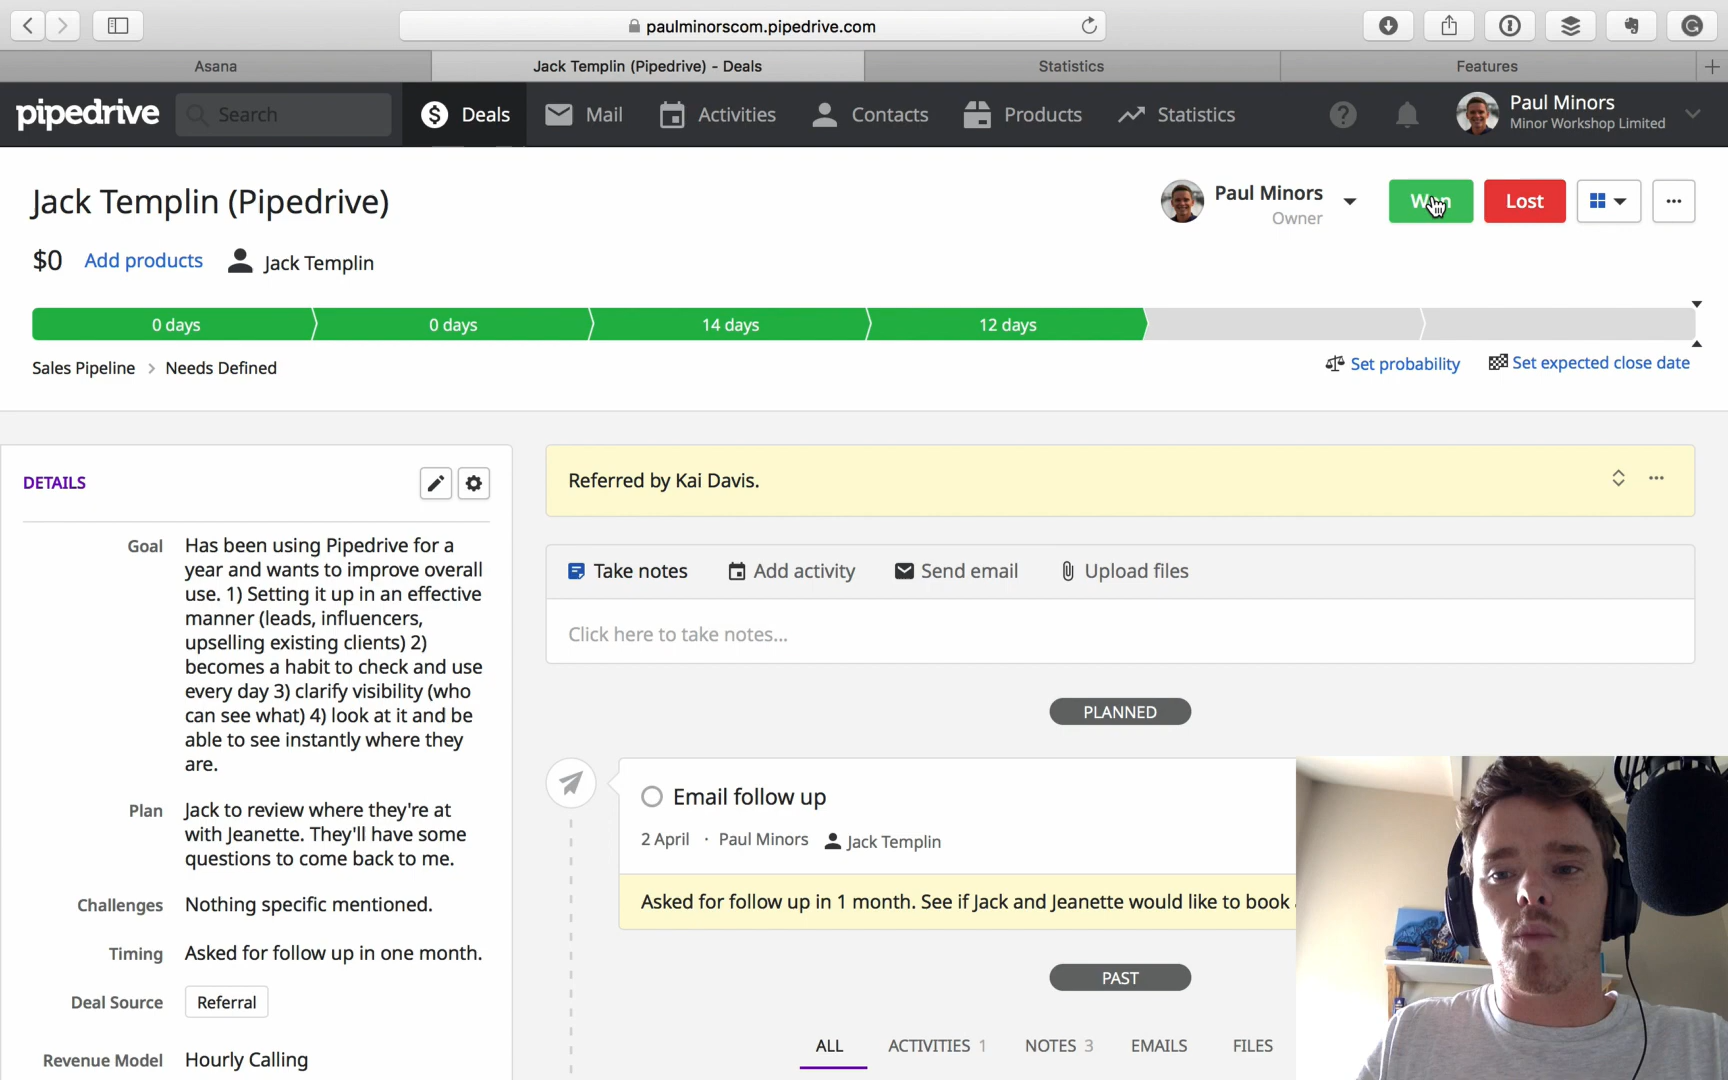 paulminorscom.pipedrive.com
Asana
Jack Templin (Pipedrive) - Deals
Statistics
Features
pipedrive
Search
Deals
Mail
Activities
Contacts
Products
Statistics
Paul Minors
Minor Workshop Limited
Jack Templin (Pipedrive)
Paul Minors
Owner
Won
Lost
$0
Add products
Jack Templin
0 days
0 days
14 days
12 days
Sales Pipeline > Needs Defined
Set probability
Set expected close date
DETAILS
Goal
Has been using Pipedrive for a
year and wants to improve overall
use. 1) Setting it up in an effective
manner (leads, influencers,
upselling existing clients) 2)
becomes a habit to check and use
every day 3) clarify visibility (who
can see what) 4) look at it and be
able to see instantly where they
are.
Plan
Jack to review where they're at
with Jeanette. They'll have some
questions to come back to me.
Challenges
Nothing specific mentioned.
Timing
Asked for follow up in one month.
Deal Source
Referral
Revenue Model
Hourly Calling
Referred by Kai Davis.
Take notes
Add activity
Send email
Upload files
Click here to take notes...
PLANNED
Email follow up
2 April · Paul Minors
Jack Templin
Asked for follow up in 1 month. See if Jack and Jeanette would like to book
PAST
ALL
ACTIVITIES 1
NOTES 3
EMAILS
FILES